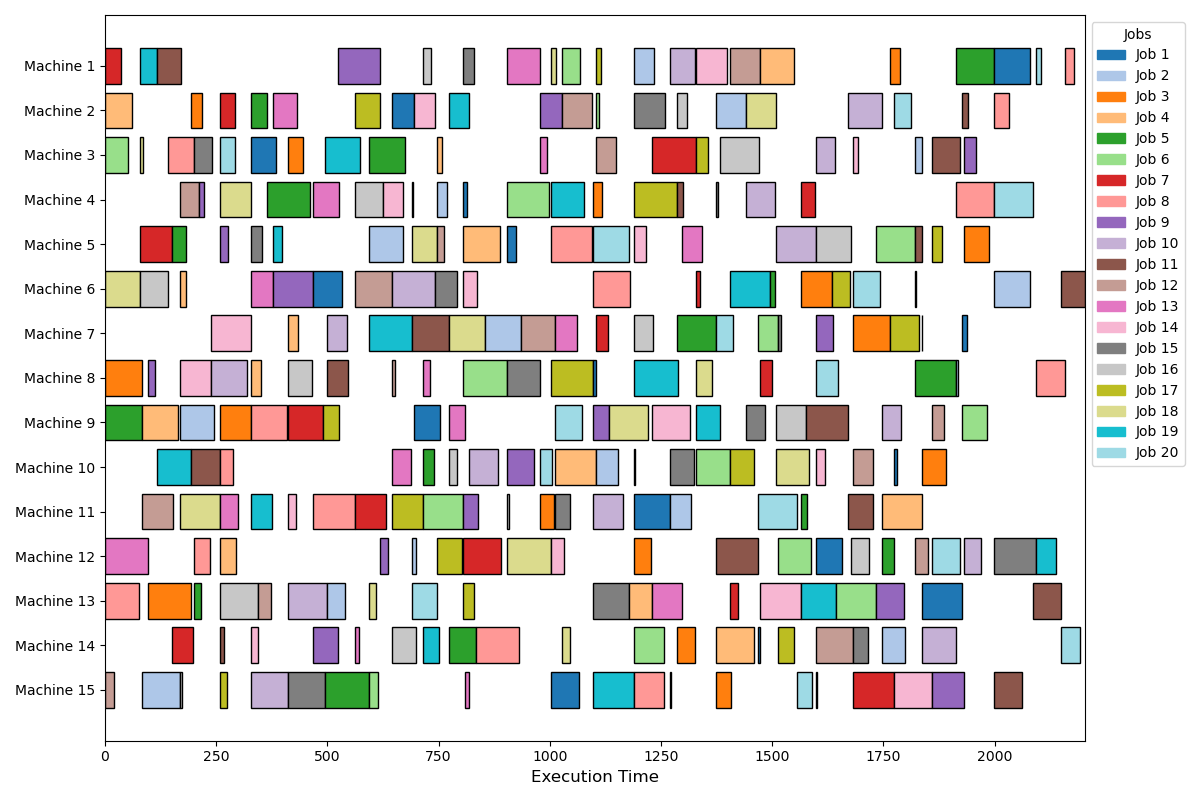 Machine 1
Machine 2
Machine 3
Machine 4
Machine 5
Machine 6
Machine 7
Machine 8
Machine 9
Machine 10
Machine 11
Machine 12
Machine 13
Machine 14
Machine 15
0 250 500 750 1000 1250 1500 1750 2000
Execution Time
Jobs
Job 1
Job 2
Job 3
Job 4
Job 5
Job 6
Job 7
Job 8
Job 9
Job 10
Job 11
Job 12
Job 13
Job 14
Job 15
Job 16
Job 17
Job 18
Job 19
Job 20